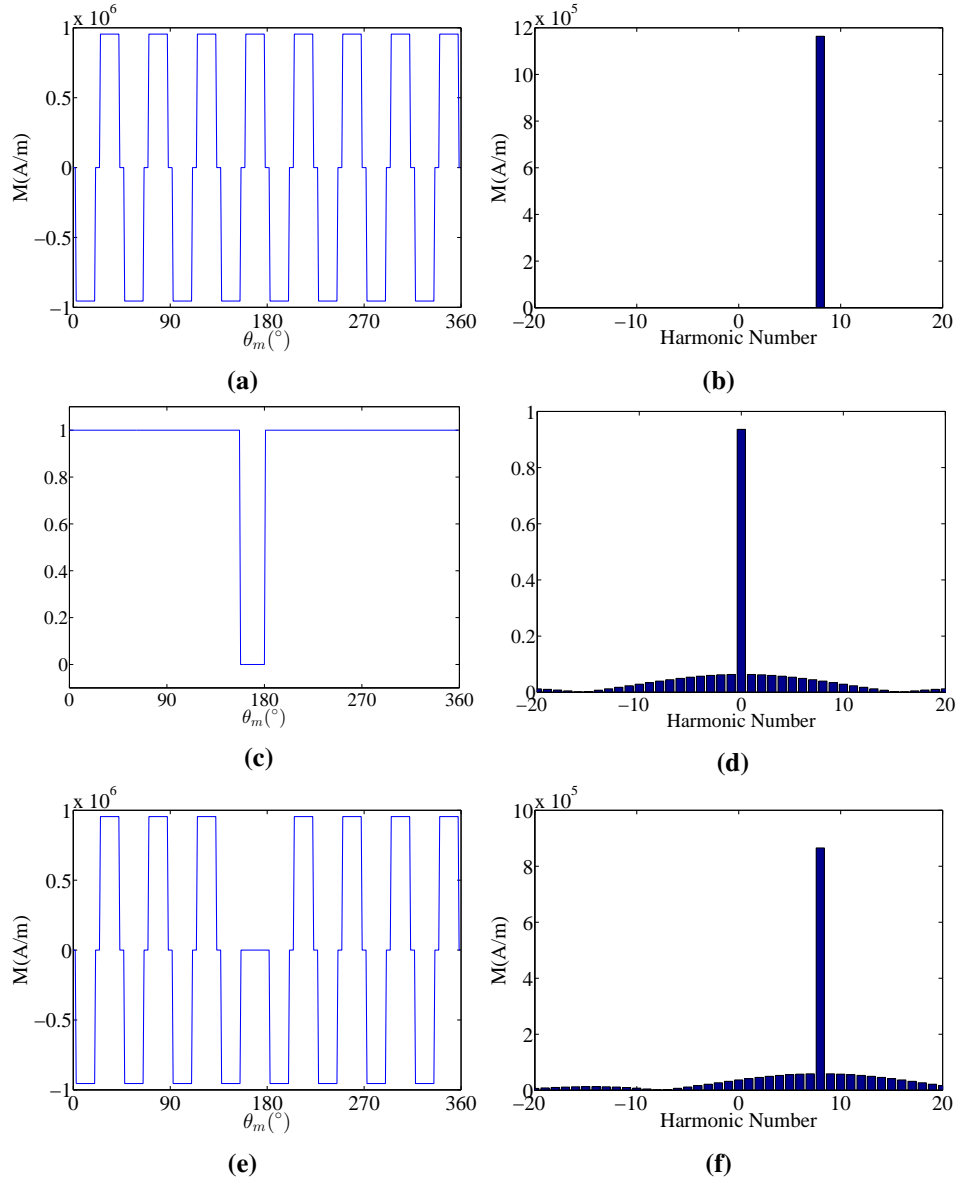 x 10^6
1
0.5
0
−0.5
−1
M(A/m)
0 90 180 270 360
θ_m(°)
(a)
x 10^5
12
10
8
6
4
2
0
M(A/m)
−20 −10 0 10 20
Harmonic Number
(b)
1
0.8
0.6
0.4
0.2
0
0 90 180 270 360
θ_m(°)
(c)
1
0.8
0.6
0.4
0.2
0
−20 −10 0 10 20
Harmonic Number
(d)
x 10^6
1
0.5
0
−0.5
−1
M(A/m)
0 90 180 270 360
θ_m(°)
(e)
x 10^5
10
8
6
4
2
0
M(A/m)
−20 −10 0 10 20
Harmonic Number
(f)